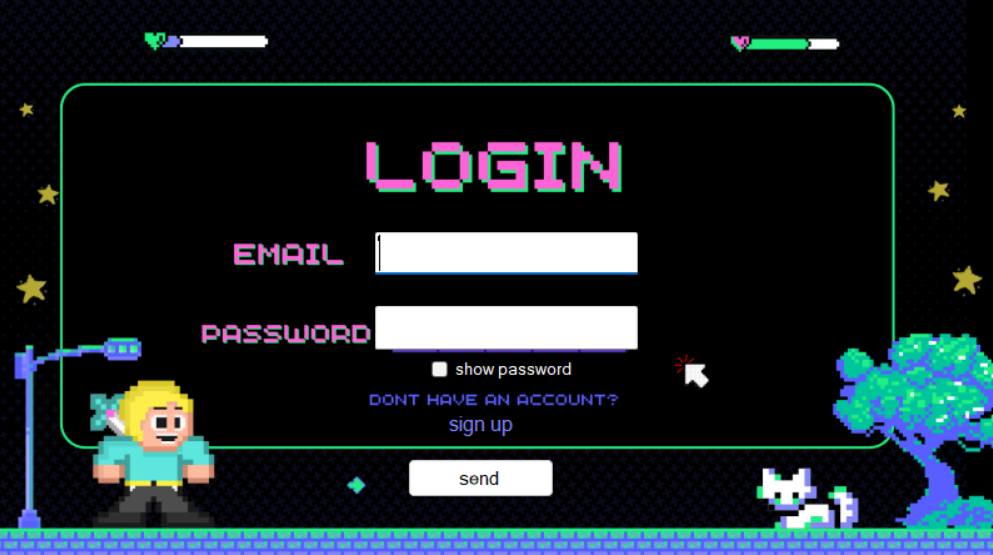 LOGIN
EMAIL
PASSWORD
show password
DONT HAVE AN ACCOUNT?
sign up
send